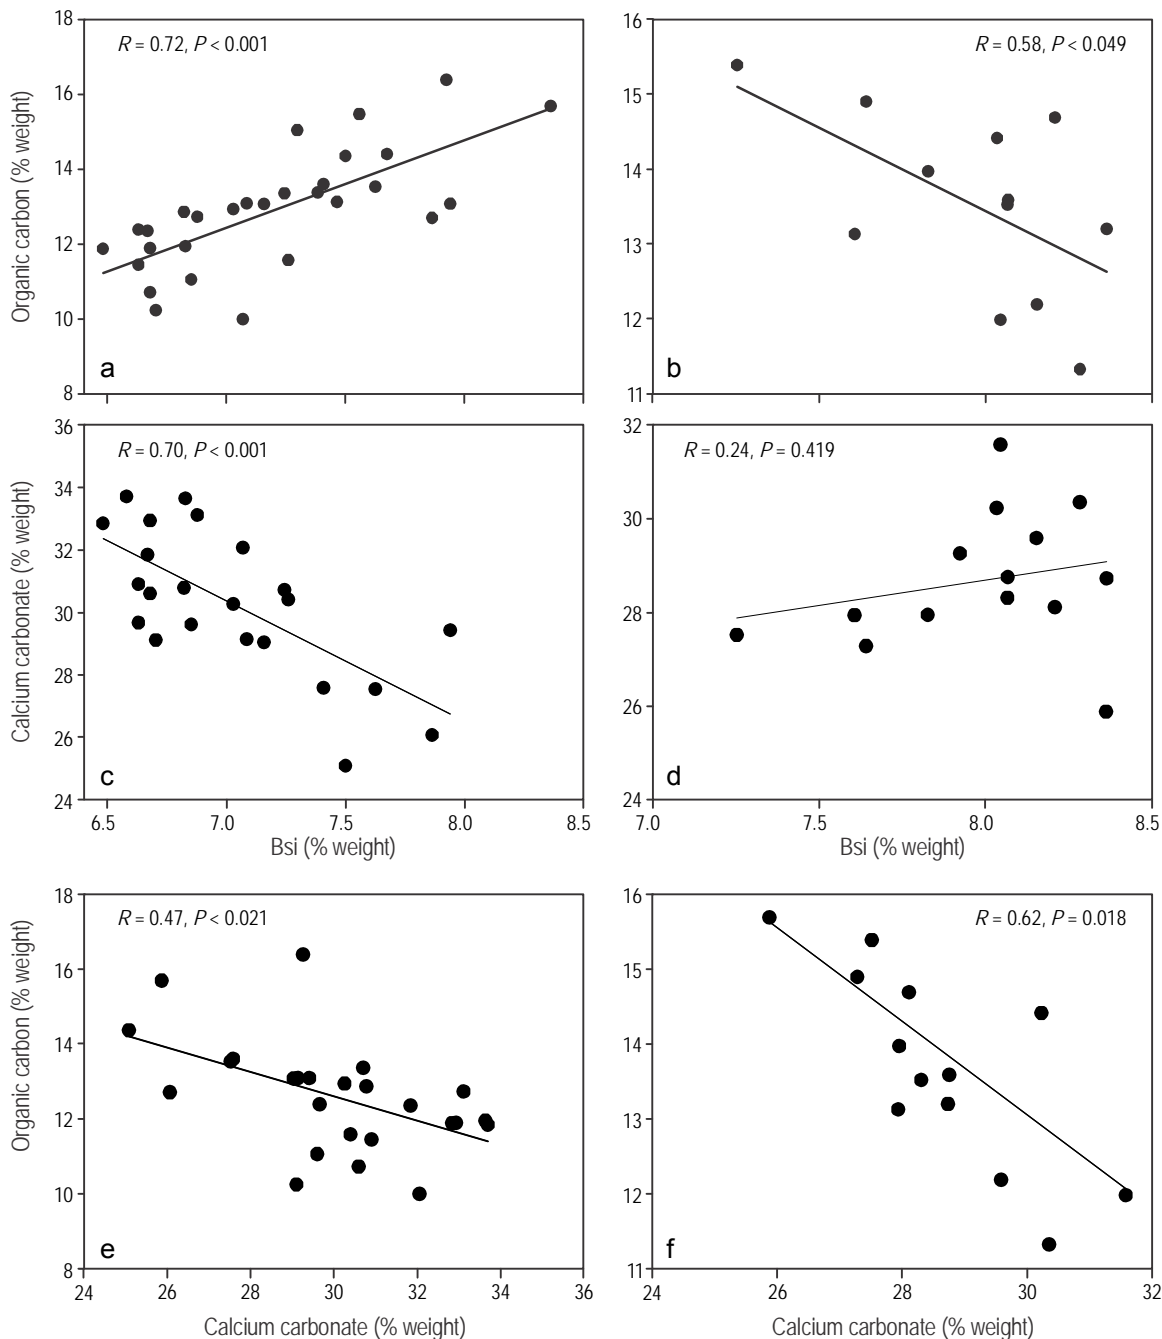 18
16
14
12
10
8
Organic carbon (% weight)
R = 0.72, P < 0.001
a
16
15
14
13
12
11
R = 0.58, P < 0.049
b
36
34
32
30
28
26
24
Calcium carbonate (% weight)
R = 0.70, P < 0.001
c
6.5 7.0 7.5 8.0 8.5
Bsi (% weight)
32
30
28
26
24
R = 0.24, P = 0.419
d
7.0 7.5 8.0 8.5
Bsi (% weight)
18
16
14
12
10
8
Organic carbon (% weight)
R = 0.47, P < 0.021
e
24 26 28 30 32 34 36
Calcium carbonate (% weight)
16
15
14
13
12
11
R = 0.62, P = 0.018
f
24 26 28 30 32
Calcium carbonate (% weight)